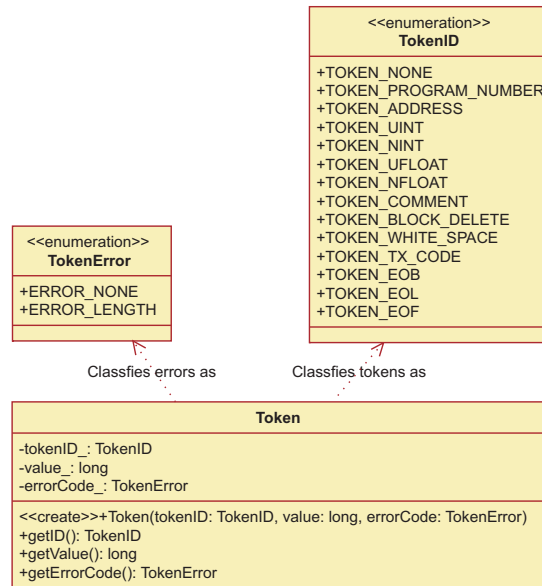 <<enumeration>>
TokenID
+TOKEN_NONE
+TOKEN_PROGRAM_NUMBER
+TOKEN_ADDRESS
+TOKEN_UINT
+TOKEN_NINT
+TOKEN_UFLOAT
+TOKEN_NFLOAT
+TOKEN_COMMENT
+TOKEN_BLOCK_DELETE
+TOKEN_WHITE_SPACE
+TOKEN_TX_CODE
+TOKEN_EOB
+TOKEN_EOL
+TOKEN_EOF
<<enumeration>>
TokenError
+ERROR_NONE
+ERROR_LENGTH
Classfies errors as
Classfies tokens as
Token
-tokenID_: TokenID
-value_: long
-errorCode_: TokenError
<<create>>+Token(tokenID: TokenID, value: long, errorCode: TokenError)
+getID(): TokenID
+getValue(): long
+getErrorCode(): TokenError